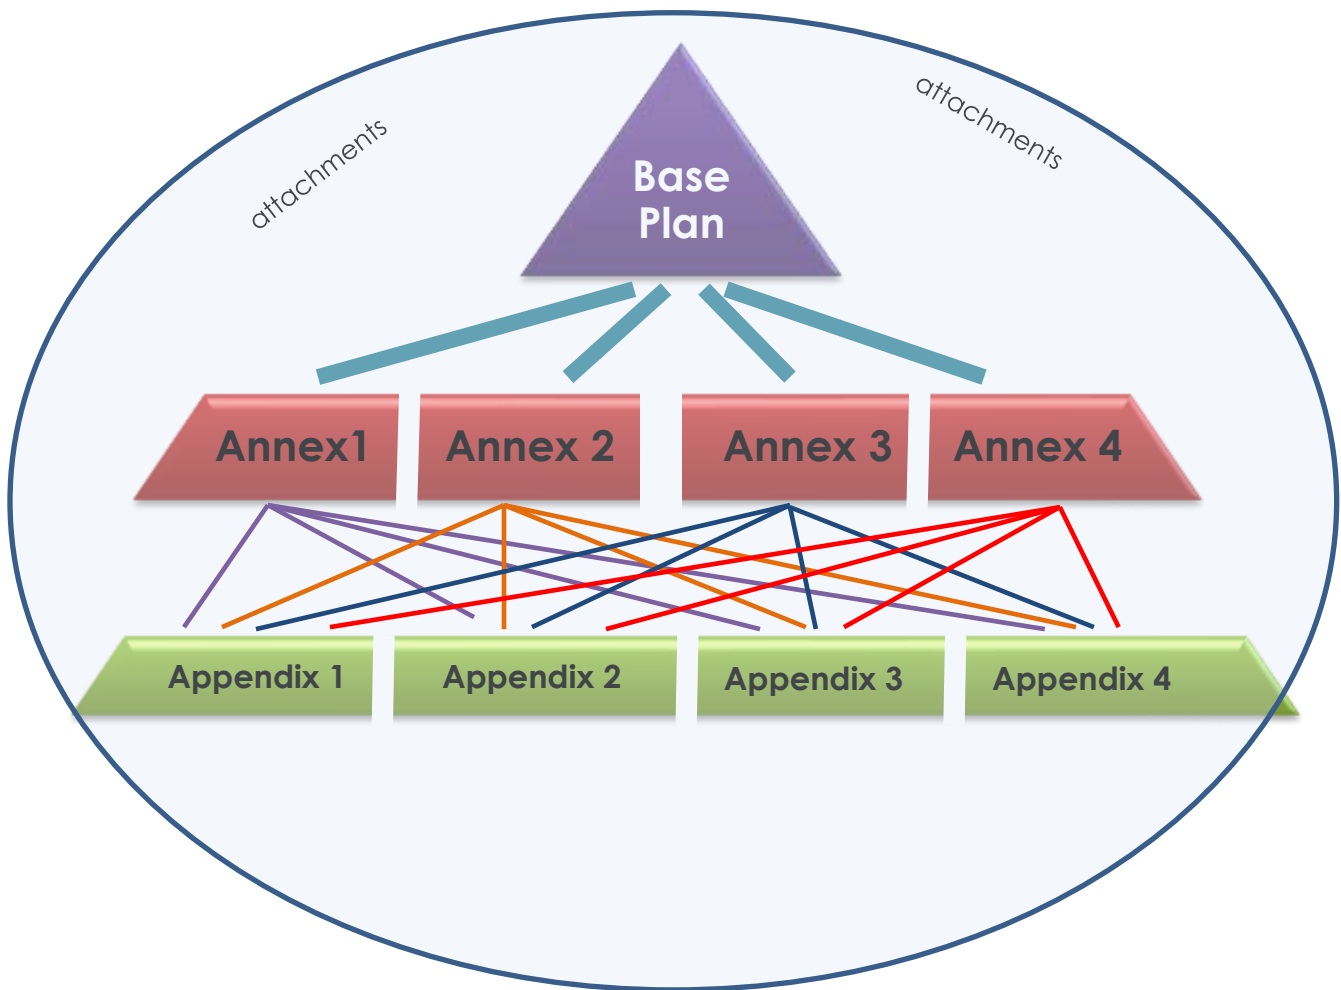 attachments
attachments
Base
Plan
Annex1
Annex 2
Annex 3
Annex 4
Appendix 1
Appendix 2
Appendix 3
Appendix 4